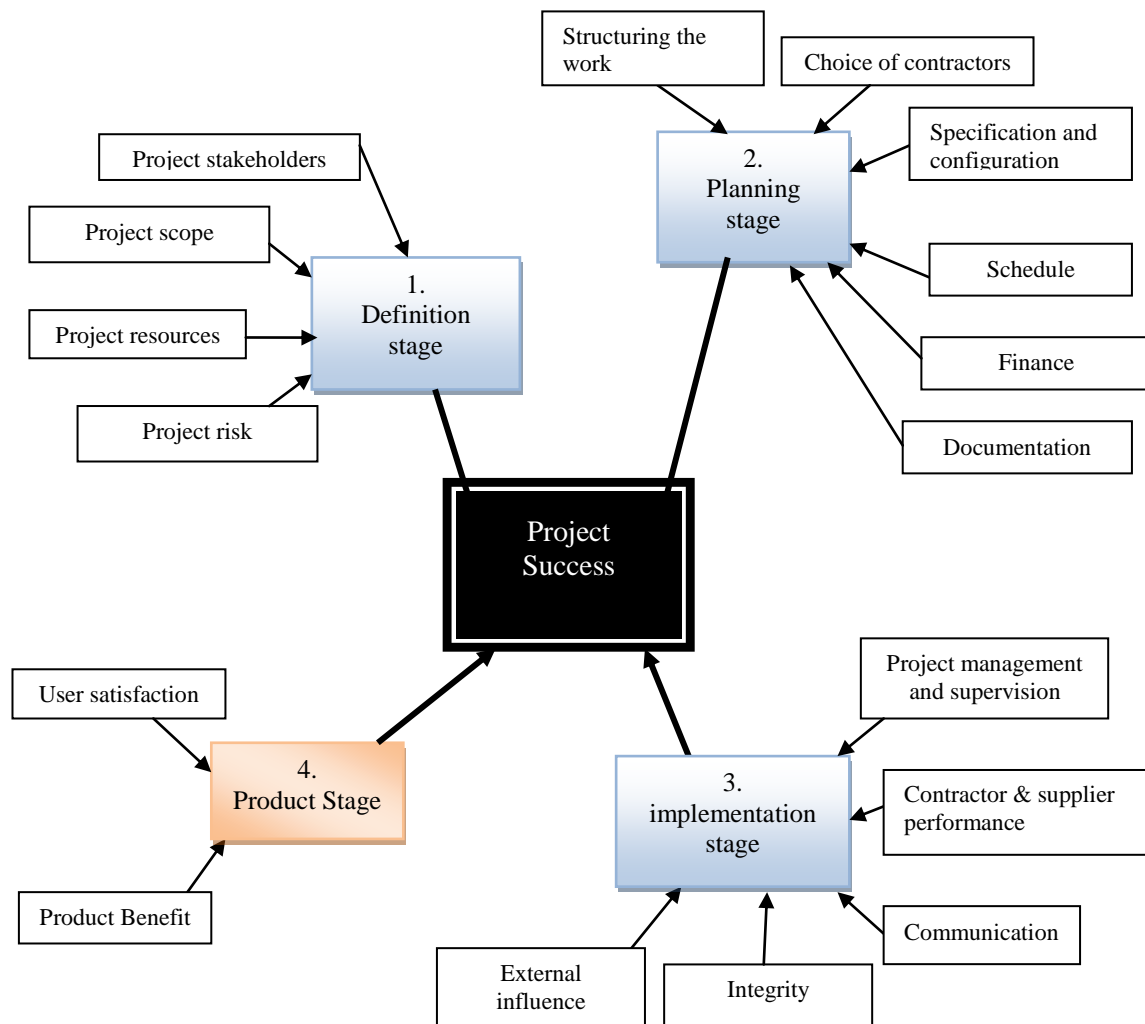 Structuring the
work
Choice of contractors
Specification and
configuration
Project stakeholders
2.
Planning
stage
Project scope
Schedule
1.
Definition
stage
Project resources
Finance
Project risk
Documentation
Project
Success
Project management
and supervision
User satisfaction
4.
Product Stage
3.
implementation
stage
Contractor & supplier
performance
Product Benefit
Communication
External
influence
Integrity